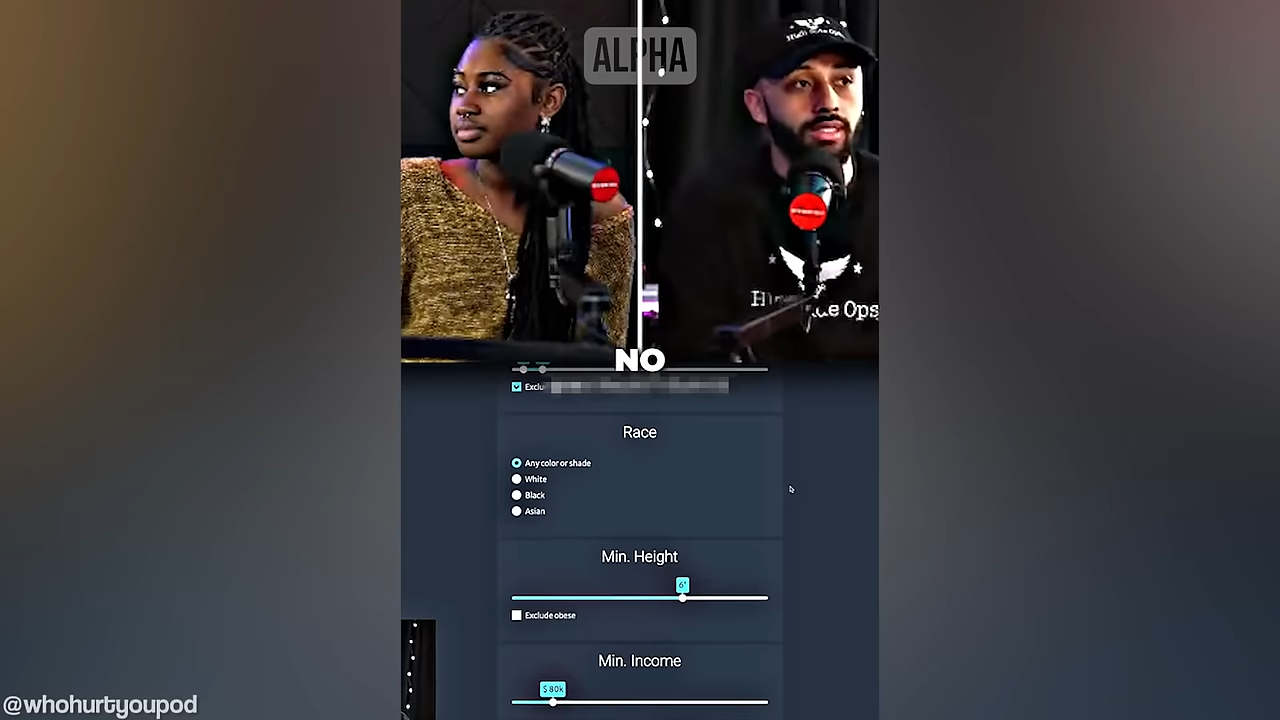 ALPHA
NO
Exclu
Race
Any color or shade
White
Black
Asian
Min. Height
6'
Exclude obese
Min. Income
$ 80k
@whohurtyoupod